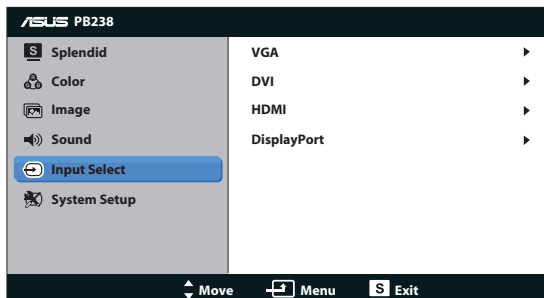 ASUS PB238
S Splendid
Color
Image
Sound
Input Select
System Setup
VGA
DVI
HDMI
DisplayPort
Move Menu S Exit